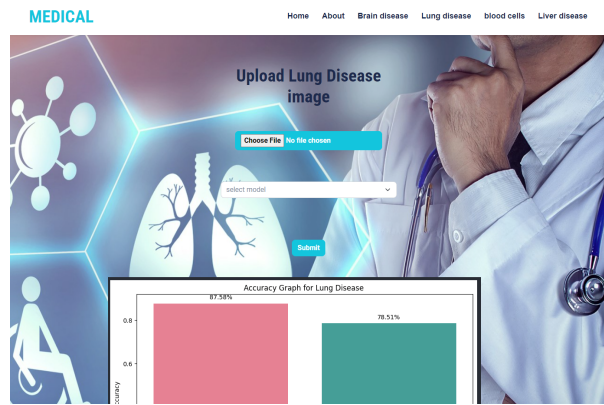 MEDICAL
Home About Brain disease Lung disease blood cells Liver disease
Upload Lung Disease
image
Choose File No file chosen
select model
Submit
Accuracy Graph for Lung Disease
87.58%
78.51%
0.8
0.6